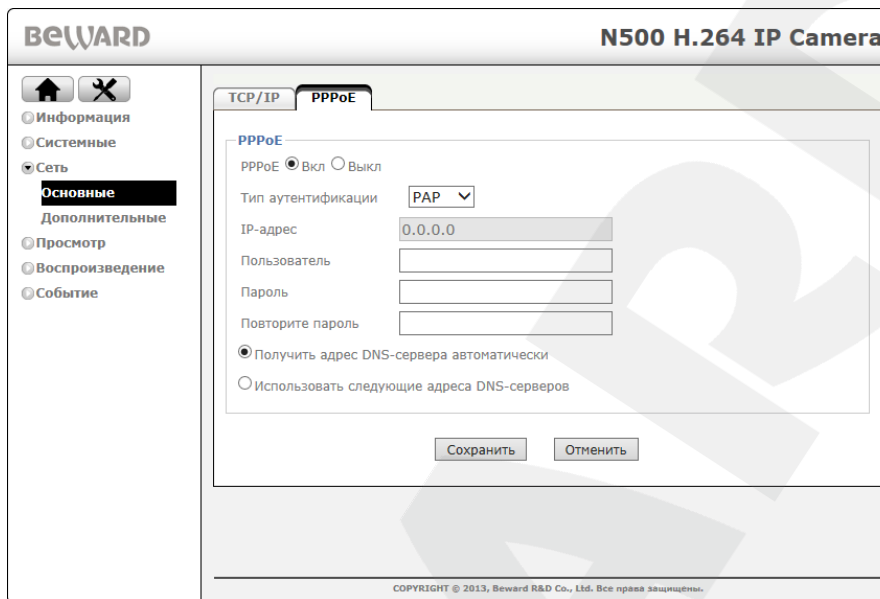 BEWARD
N500 H.264 IP Camera
Информация
Системные
Сеть
Основные
Дополнительные
Просмотр
Воспроизведение
Событие
TCP/IP
PPPoE
PPPoE
PPPoE Вкл Выкл
Тип аутентификации PAP
IP-адрес 0.0.0.0
Пользователь
Пароль
Повторите пароль
Получить адрес DNS-сервера автоматически
Использовать следующие адреса DNS-серверов
Сохранить Отменить
COPYRIGHT © 2013, Beward R&D Co., Ltd. Все права защищены.